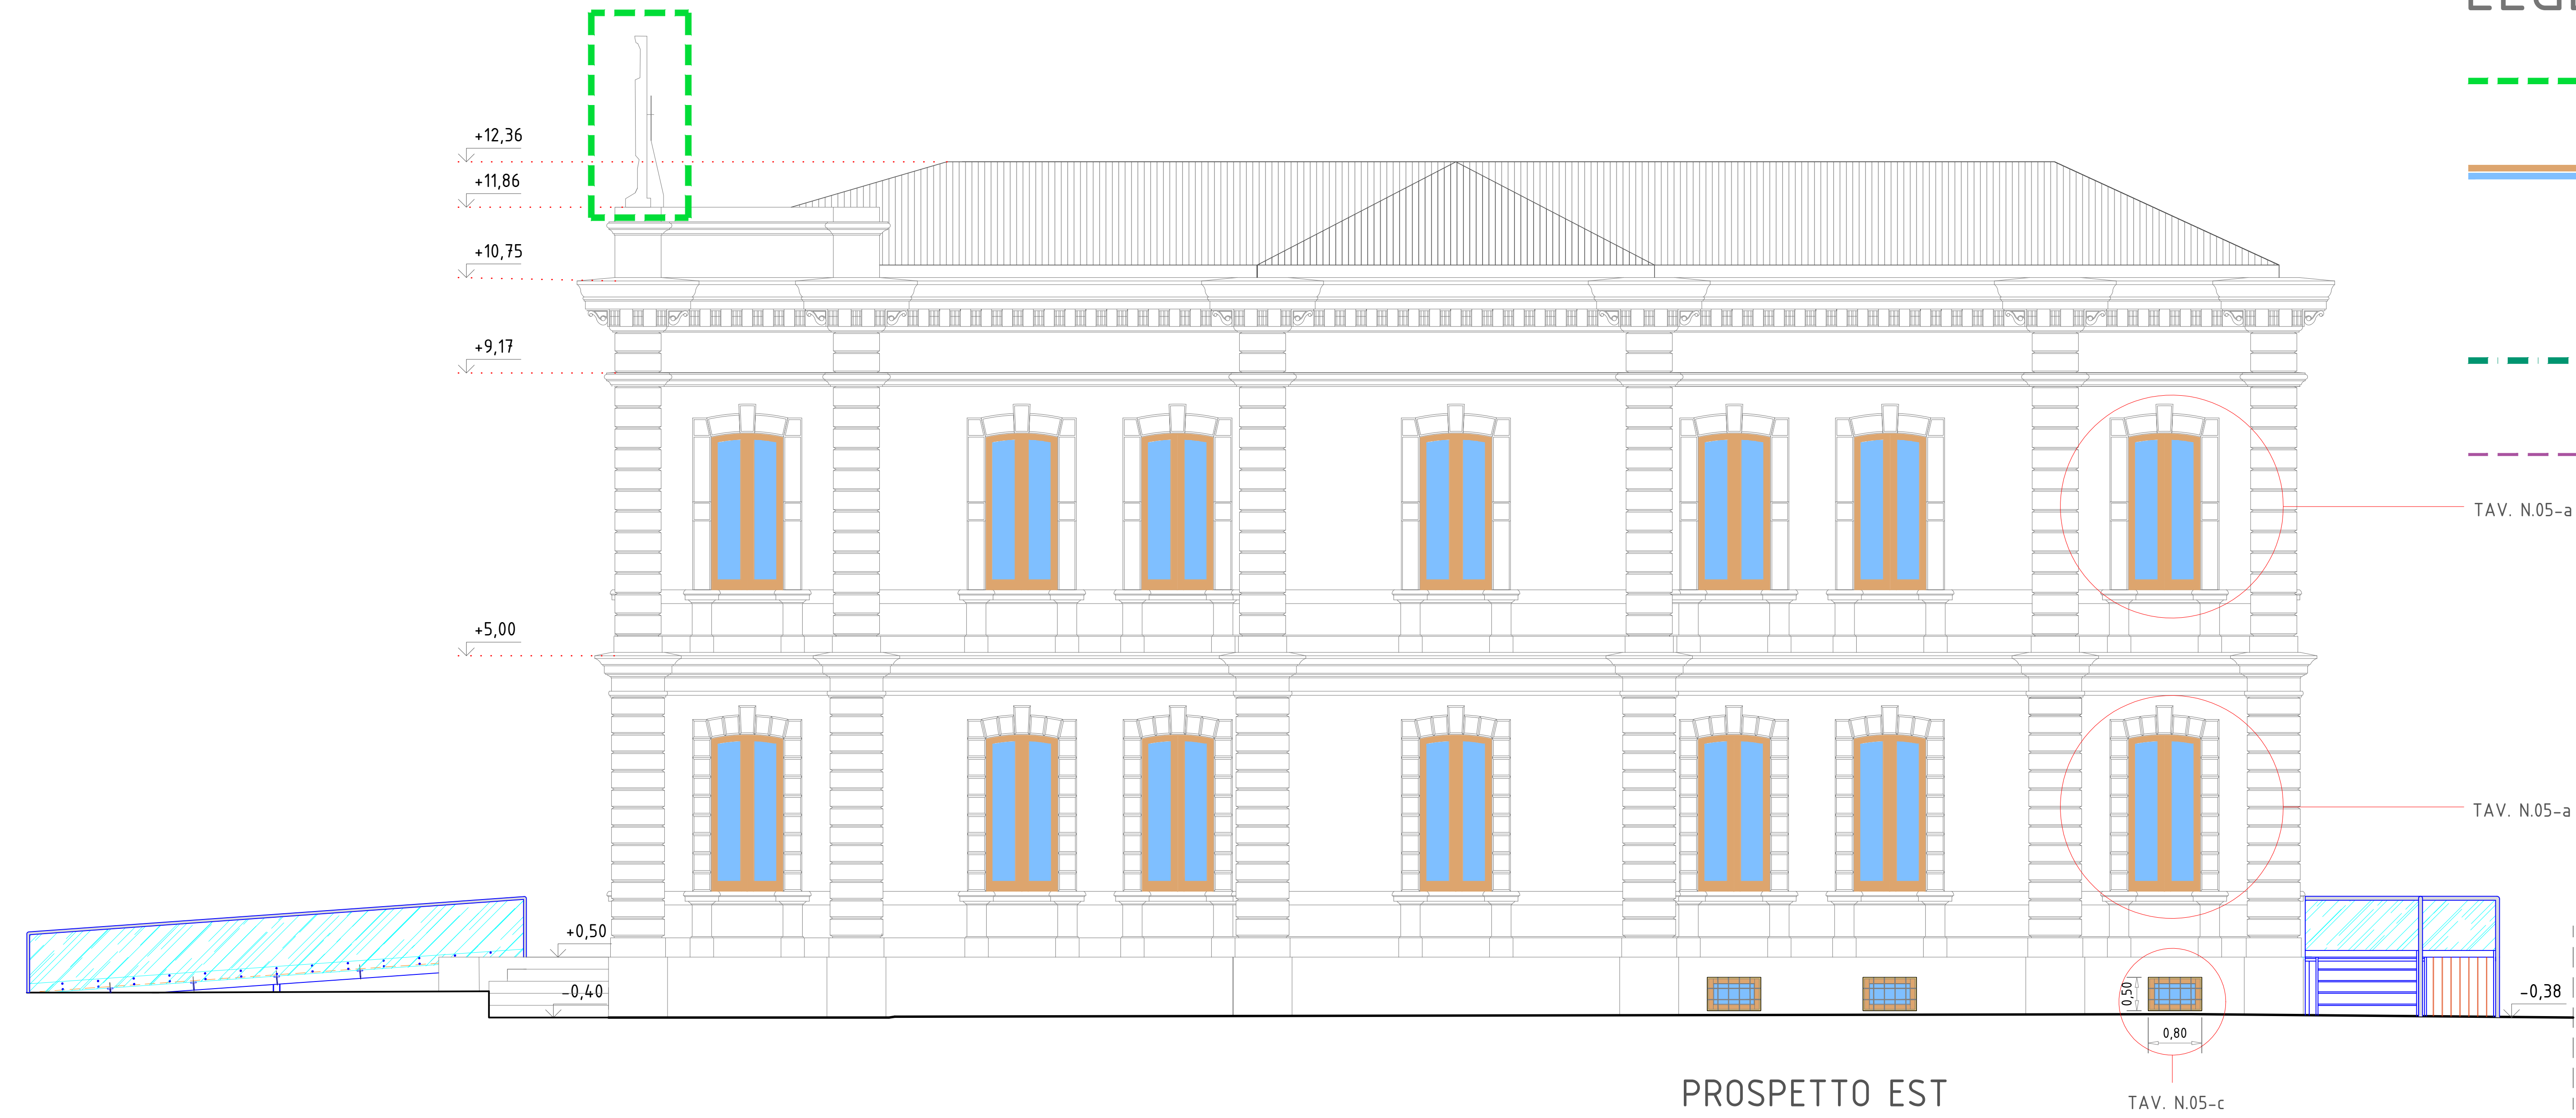 +12,36
+11,86
+10,75
+9,17
TAV. N.05-a
+5,00
TAV. N.05-a
+0,50
-0,40
0,50
-0,38
0,80
PROSPETTO EST
TAV. N.05-c